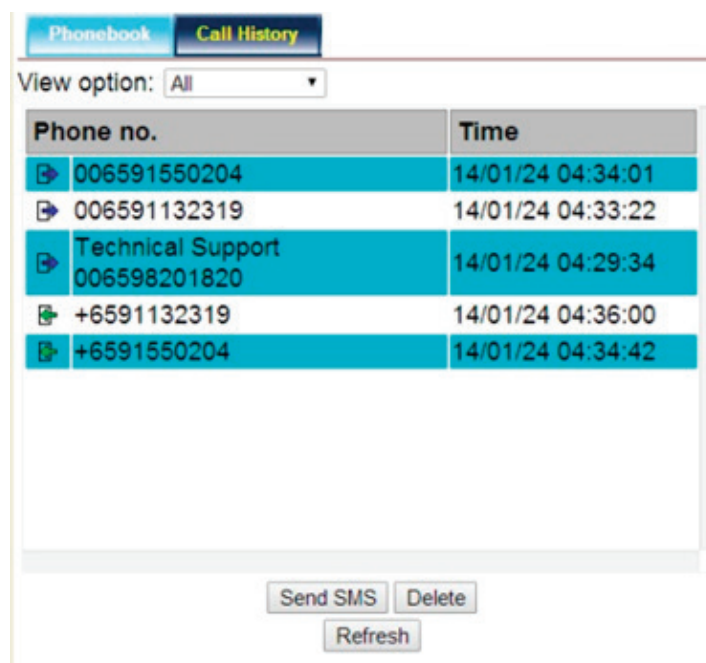 Phonebook Call History
View option: All
Phone no. Time
006591550204 14/01/24 04:34:01
006591132319 14/01/24 04:33:22
Technical Support
006598201820 14/01/24 04:29:34
+6591132319 14/01/24 04:36:00
+6591550204 14/01/24 04:34:42
Send SMS Delete
Refresh